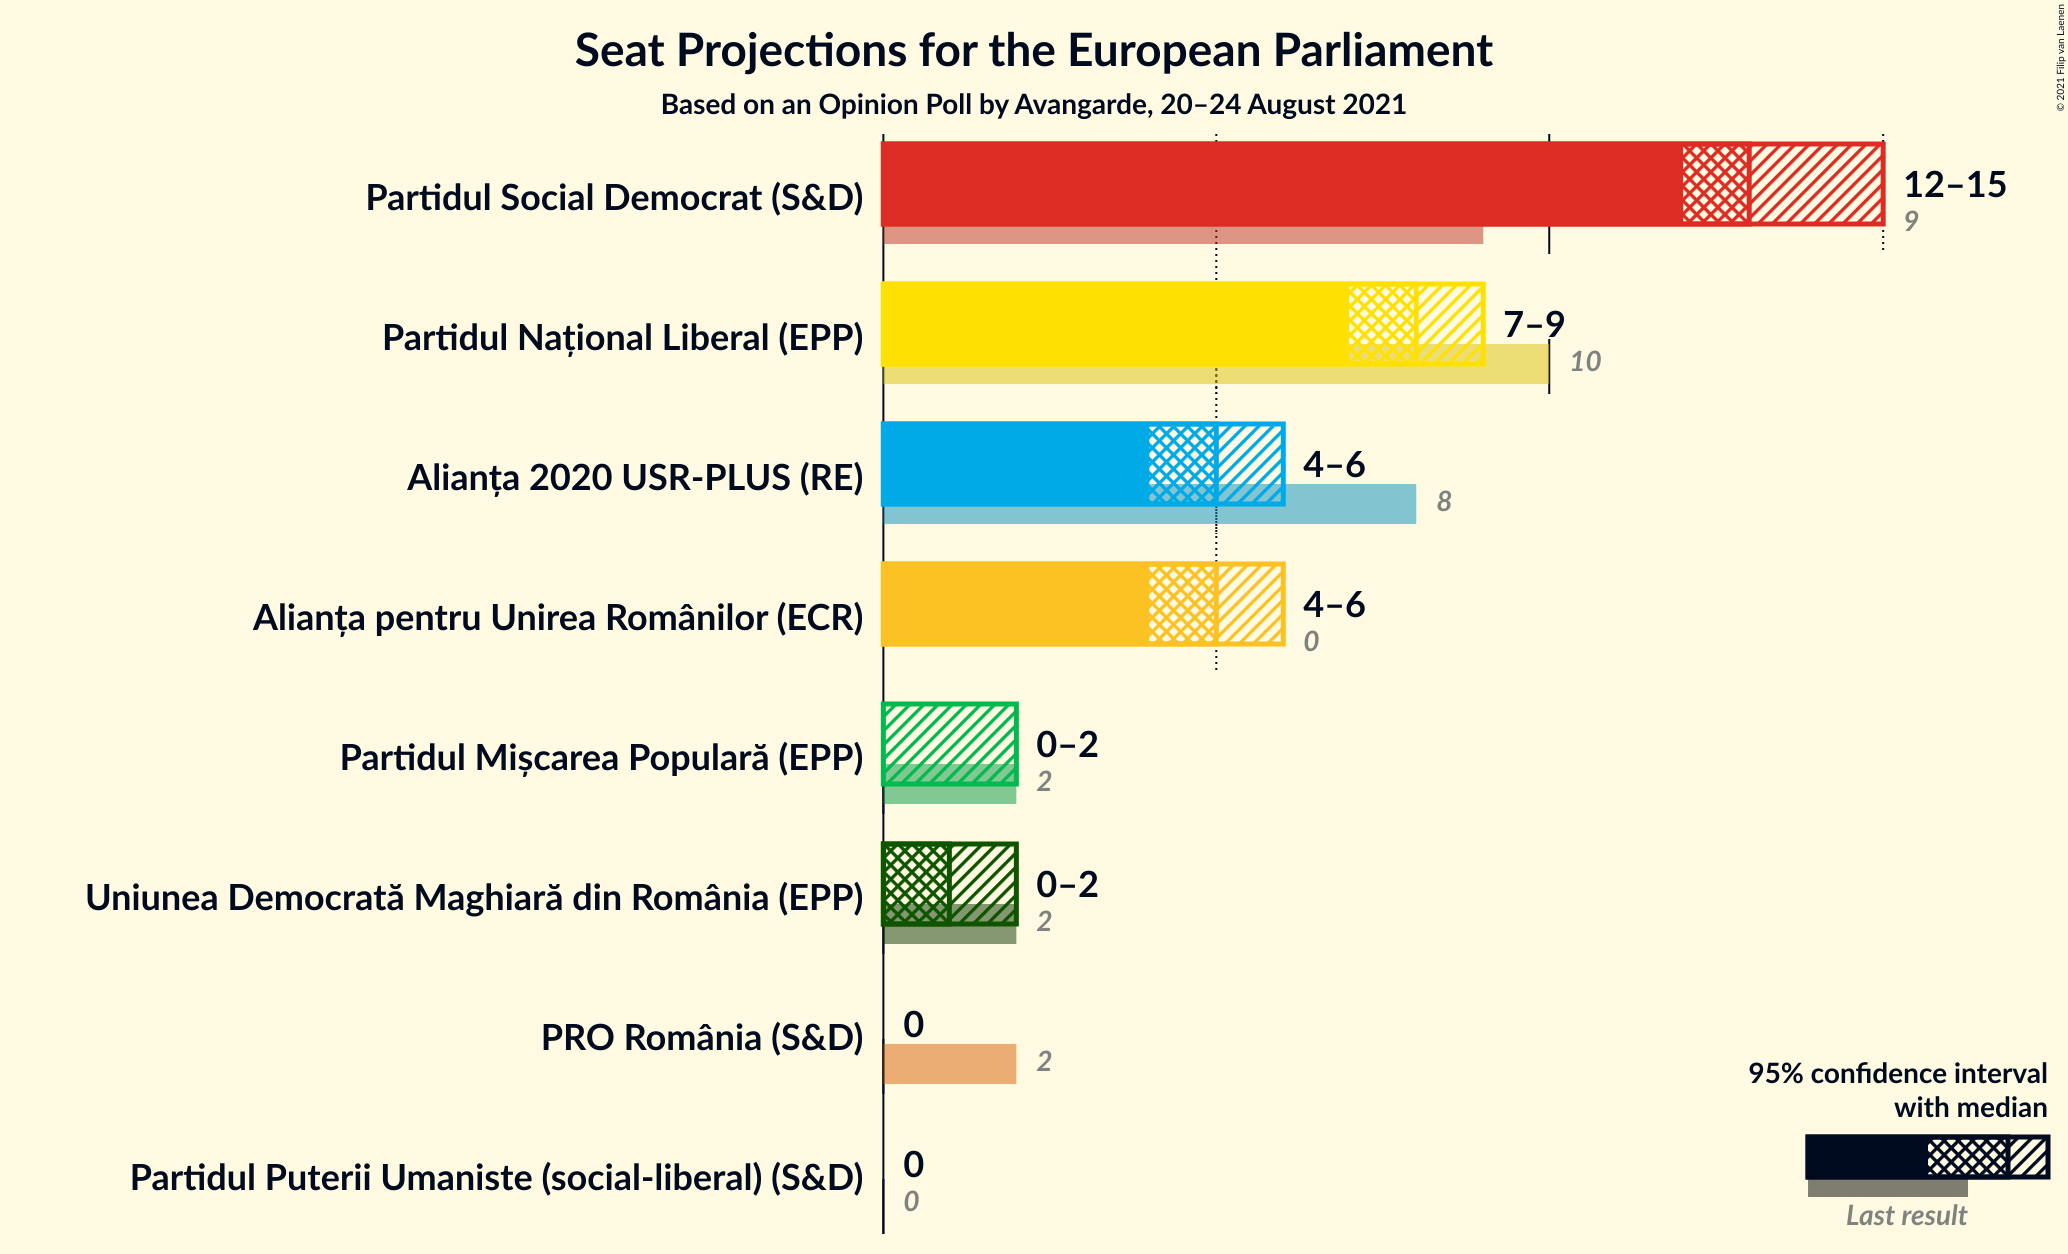 Seat Projections for the European Parliament
Based on an Opinion Poll by Avangarde, 20–24 August 2021
© 2021 Filip van Laenen
Partidul Social Democrat (S&D)
12–15
9
Partidul Național Liberal (EPP)
7–9
10
Alianța 2020 USR-PLUS (RE)
4–6
8
Alianța pentru Unirea Românilor (ECR)
4–6
0
Partidul Mișcarea Populară (EPP)
0–2
2
Uniunea Democrată Maghiară din România (EPP)
0–2
2
PRO România (S&D)
0
2
Partidul Puterii Umaniste (social-liberal) (S&D)
0
0
95% confidence interval
with median
Last result